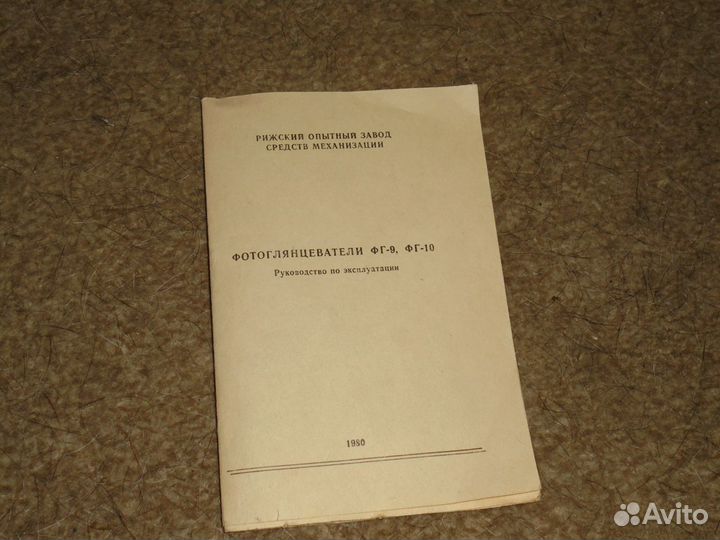 РИЖСКИЙ ОПЫТНЫЙ ЗАВОД
СРЕДСТВ МЕХАНИЗАЦИИ
ФОТОГЛЯНЦЕВАТЕЛИ ФГ-9, ФГ-10
Руководство по эксплуатации
1980
Avito